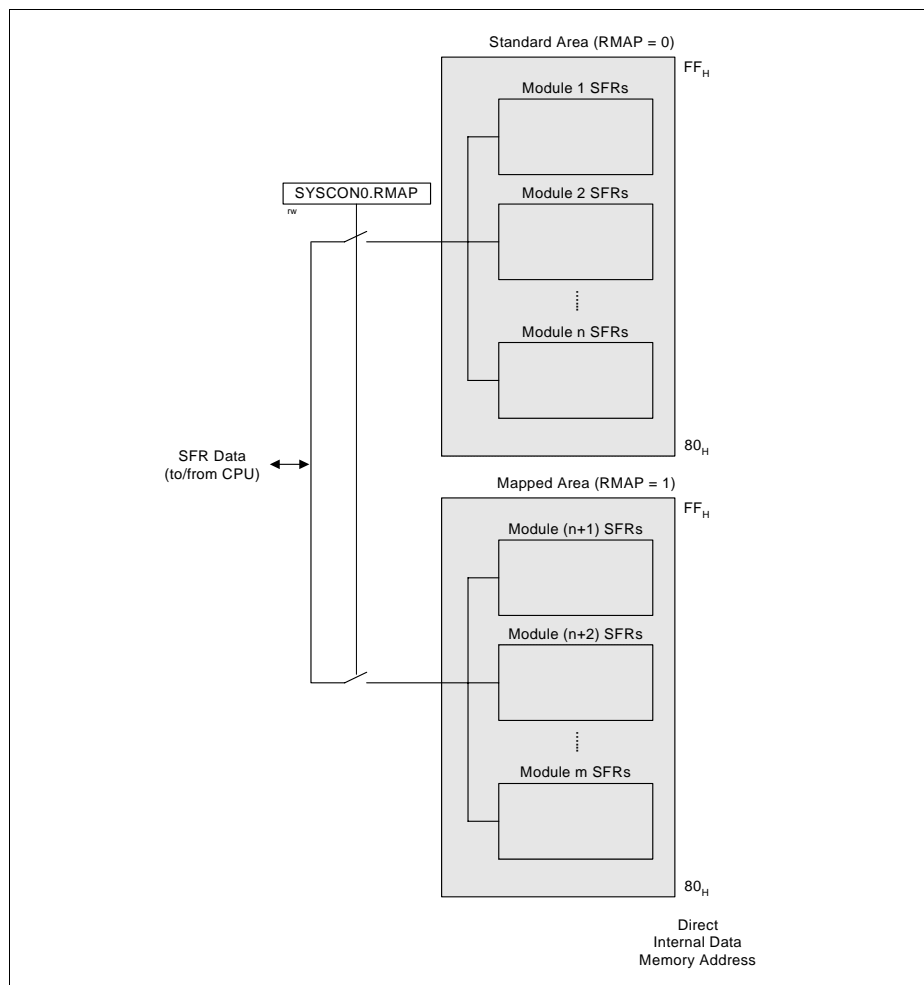 Standard Area (RMAP = 0)
FFH
Module 1 SFRs
SYSCON0.RMAP
rw
Module 2 SFRs
Module n SFRs
80H
SFR Data
(to/from CPU)
Mapped Area (RMAP = 1)
FFH
Module (n+1) SFRs
Module (n+2) SFRs
Module m SFRs
80H
Direct
Internal Data
Memory Address